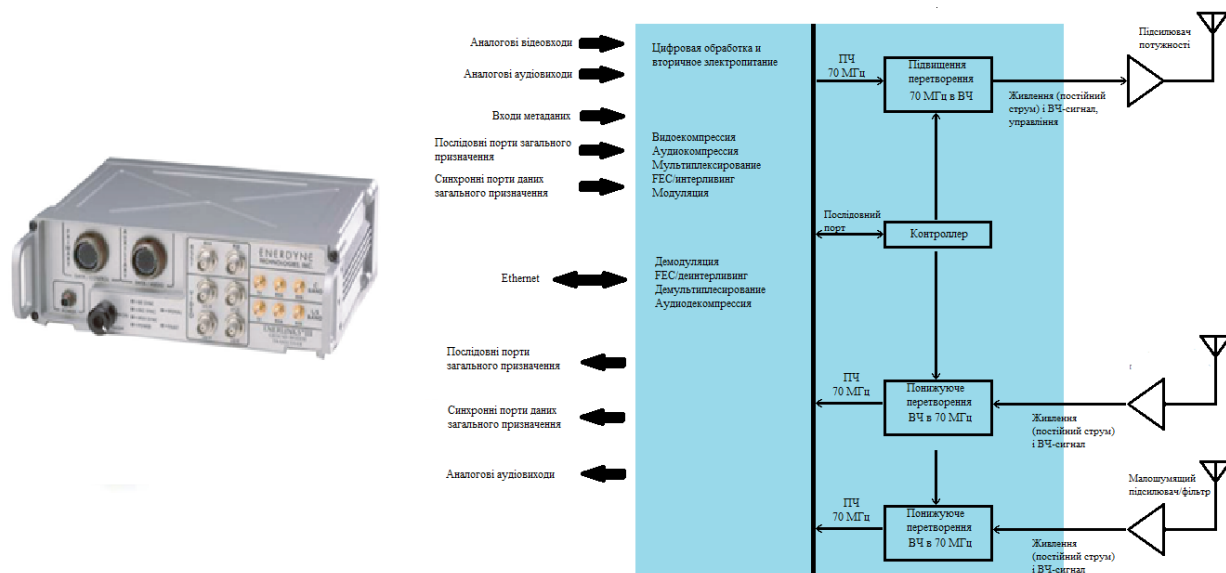 Аналогові відеовходи
Аналогові аудіовиходи
Входи метаданих
Послідовні порти загального
призначення
Синхронні порти даних
загального призначення
Ethernet
Послідовні порти
загального призначення
Синхронні порти даних
загального призначення
Аналогові аудіовиходи
Цифровая обработка и
вторичное электропитание
Видоекомпрессия
Аудиокомпрессия
Мультиплексирование
FEC/интерливинг
Модуляция
Демодуляция
FEC/деинтерливинг
Демультиплесирование
Аудиодекомпрессия
ПЧ
70 МГц
Підвищення
перетворення
70 МГц в ВЧ
Живлення (постійний
струм) і ВЧ-сигнал,
управління
Підсилювач
потужності
Послідовний
порт
Контроллер
ПЧ
70 МГц
Понижуюче
перетворення
ВЧ в 70 МГц
Живлення
(постійний струм)
і ВЧ-сигнал
ПЧ
70 МГц
Понижуюче
перетворення
ВЧ в 70 МГц
Живлення
(постійний струм)
і ВЧ-сигнал
Малошумящий
підсилювач/фільтр
ENERDYNE
TECHNOLOGIES, INC.